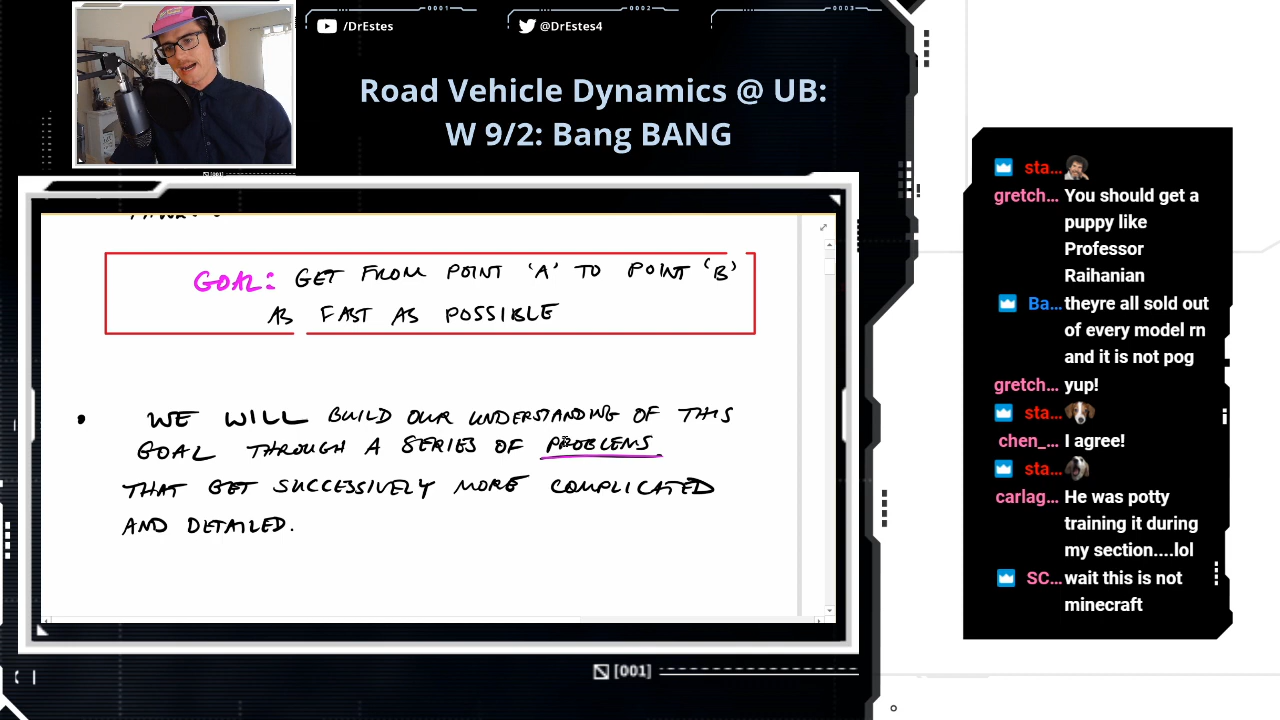 0001
0002
0003
/DrEstes
@DrEstes4
Road Vehicle Dynamics @ UB:
W 9/2: Bang BANG
[001]
GOAL: GET FROM POINT 'A' TO POINT 'B'
AS FAST AS POSSIBLE
• WE WILL BUILD OUR UNDERSTANDING OF THIS
GOAL THROUGH A SERIES OF PROBLEMS
THAT GET SUCCESSIVELY MORE COMPLICATED
AND DETAILED.
[001]
sta...
gretch... You should get a
puppy like
Professor
Raihanian
Ba... theyre all sold out
of every model rn
and it is not pog
gretch... yup!
sta...
chen_... I agree!
sta...
carlag... He was potty
training it during
my section....lol
SC... wait this is not
minecraft